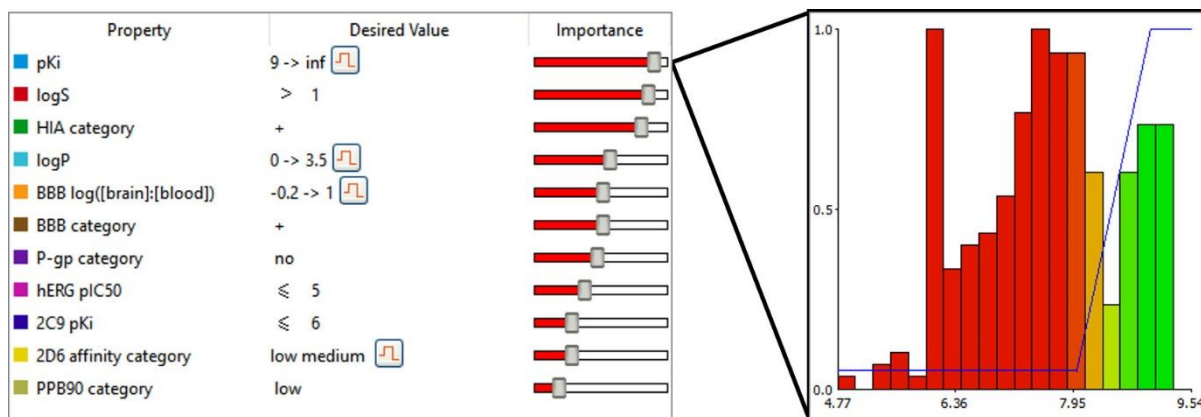 Property Desired Value Importance
pKi 9 -> inf
logS > 1
HIA category +
logP 0 -> 3.5
BBB log([brain]:[blood]) -0.2 -> 1
BBB category +
P-gp category no
hERG pIC50 ⩽ 5
2C9 pKi ⩽ 6
2D6 affinity category low medium
PPB90 category low
1.0
0.5
0.0
4.77 6.36 7.95 9.54